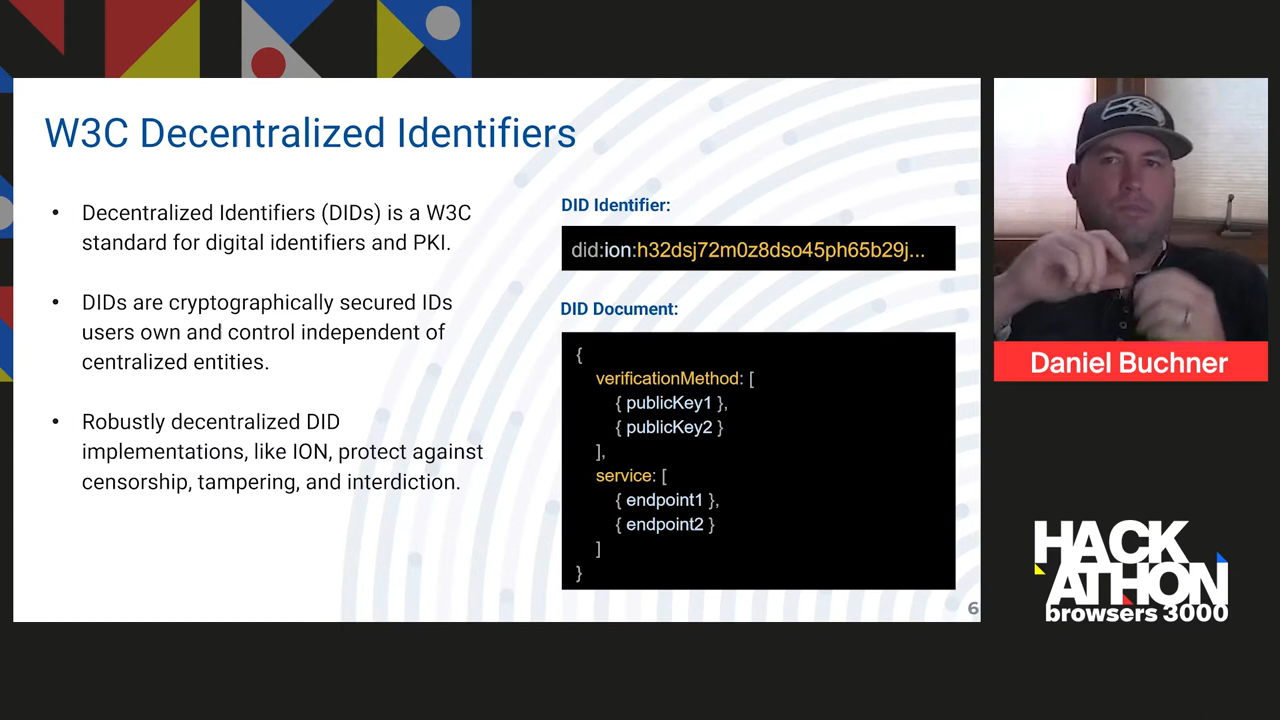 W3C Decentralized Identifiers
• Decentralized Identifiers (DIDs) is a W3C
standard for digital identifiers and PKI.
• DIDs are cryptographically secured IDs
users own and control independent of
centralized entities.
• Robustly decentralized DID
implementations, like ION, protect against
censorship, tampering, and interdiction.
DID Identifier:
did:ion:h32dsj72m0z8dso45ph65b29j...
DID Document:
{
verificationMethod: [
{ publicKey1 },
{ publicKey2 }
],
service: [
{ endpoint1 },
{ endpoint2 }
]
}
6
Daniel Buchner
HACK
ATHON
browsers 3000